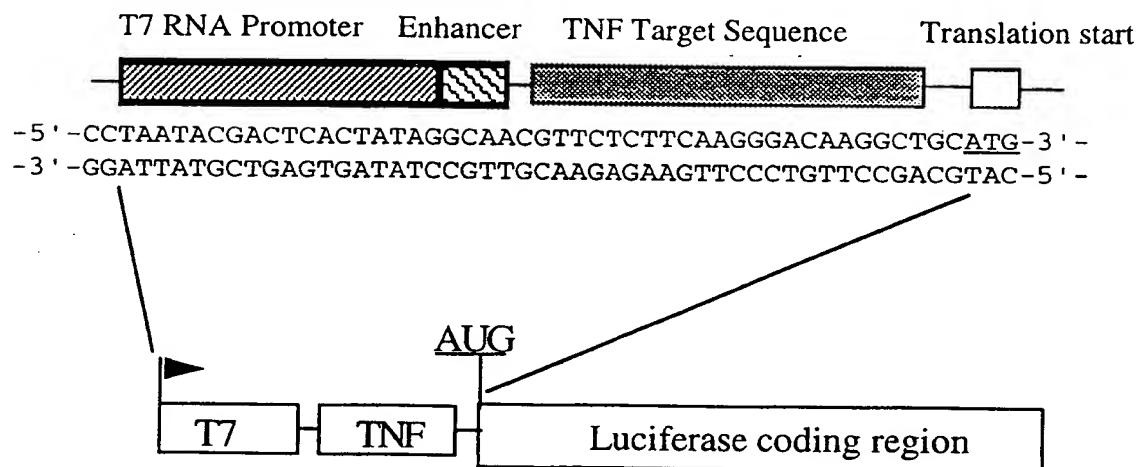 T7 RNA Promoter Enhancer TNF Target Sequence Translation start
-5'-CCTAATACGACTCACTATAGGCAACGTTCTCTTCAAGGGACAAGGCTGCATG-3'-
-3'-GGATTATGCTGAGTGATATCCGTTGCAAGAGAAGTTCCCTGTTCCGACGTAC-5'-
AUG
T7 TNF Luciferase coding region